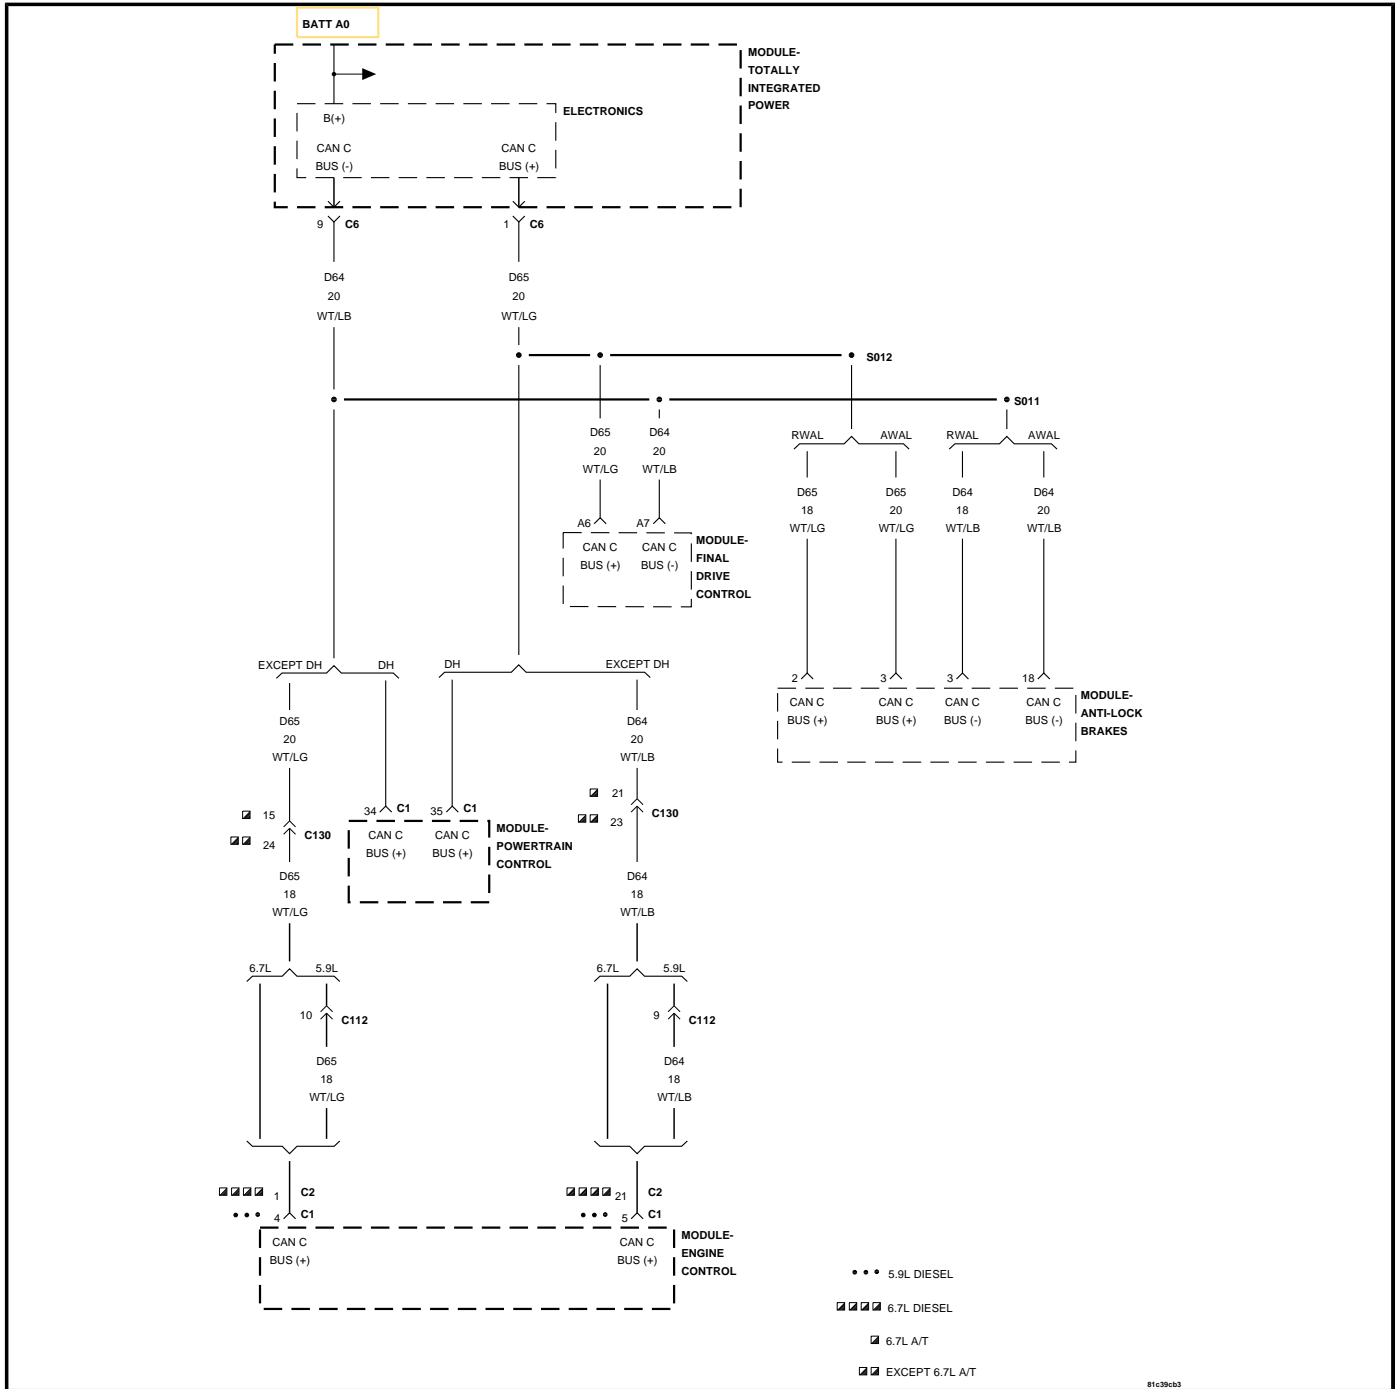 BATT A0
MODULE-
TOTALLY
INTEGRATED
POWER
ELECTRONICS
B(+)
CAN C
BUS (-)
CAN C
BUS (+)
9 C6
1 C6
D64
20
WT/LB
D65
20
WT/LG
S012
S011
D65
20
WT/LG
D64
20
WT/LB
RWAL AWAL
RWAL AWAL
D65
18
WT/LG
D65
20
WT/LG
D64
18
WT/LB
D64
20
WT/LB
A6 A7
CAN C
BUS (+)
CAN C
BUS (-)
MODULE-
FINAL
DRIVE
CONTROL
EXCEPT DH DH
DH EXCEPT DH
2 3 3 18
CAN C
BUS (+)
CAN C
BUS (+)
CAN C
BUS (-)
CAN C
BUS (-)
MODULE-
ANTI-LOCK
BRAKES
D65
20
WT/LG
D64
20
WT/LB
15
24
C130
34 C1
35 C1
CAN C
BUS (+)
CAN C
BUS (+)
MODULE-
POWERTRAIN
CONTROL
21
23
C130
D65
18
WT/LG
D64
18
WT/LB
6.7L 5.9L
6.7L 5.9L
10 C112
9 C112
D65
18
WT/LG
D64
18
WT/LB
1 C2
4 C1
21 C2
5 C1
CAN C
BUS (+)
CAN C
BUS (+)
MODULE-
ENGINE
CONTROL
5.9L DIESEL
6.7L DIESEL
6.7L A/T
EXCEPT 6.7L A/T
81c39cb3